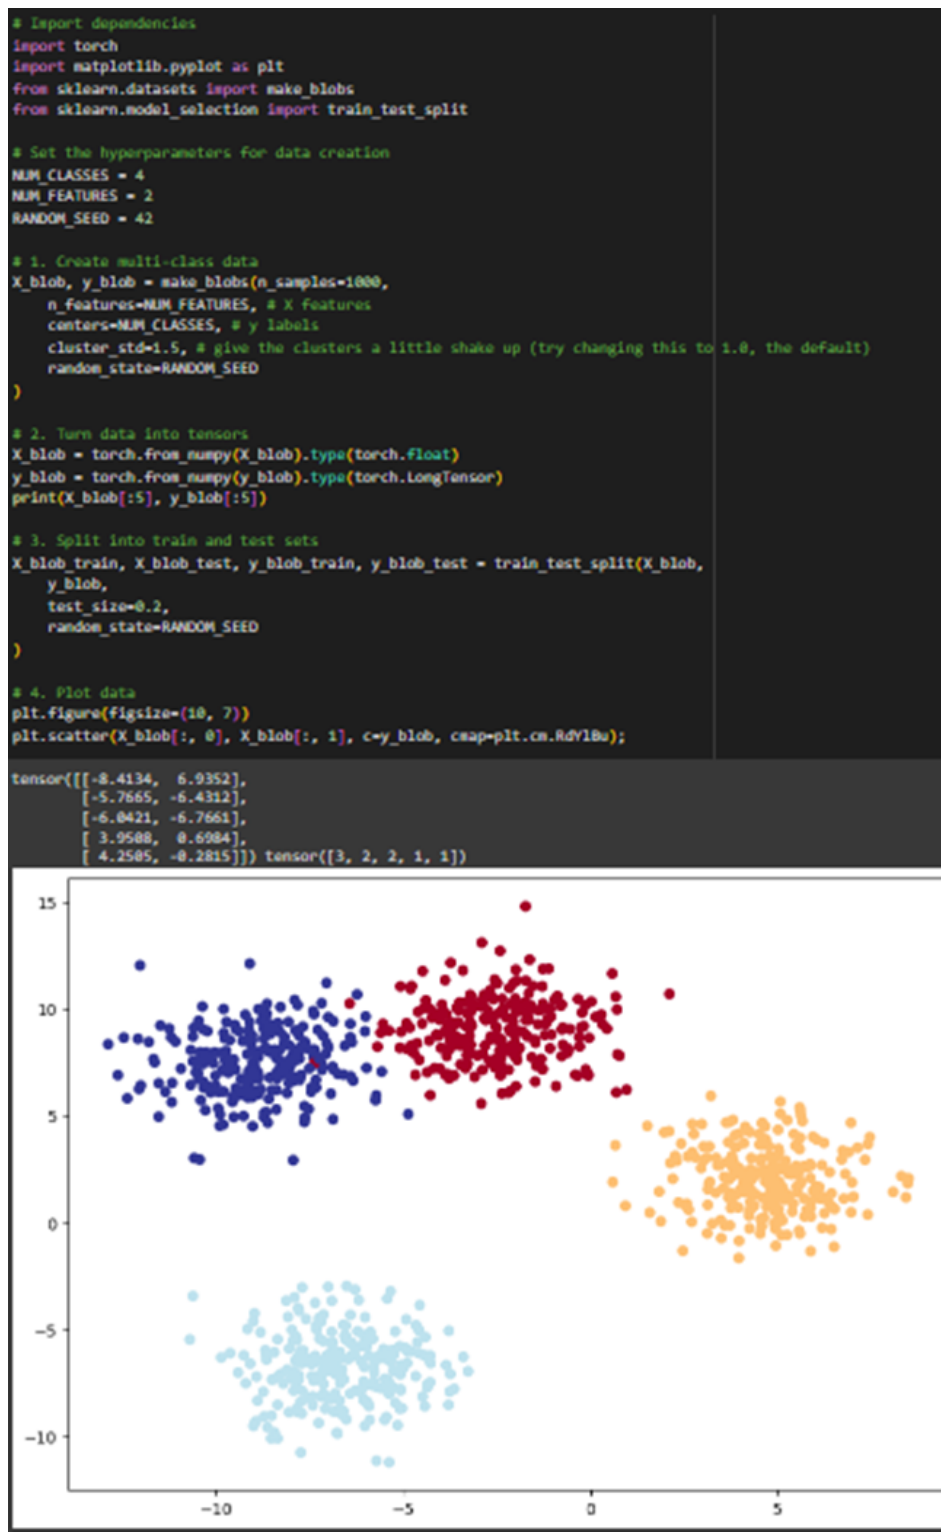 # Import dependencies
import torch
import matplotlib.pyplot as plt
from sklearn.datasets import make_blobs
from sklearn.model_selection import train_test_split
# Set the hyperparameters for data creation
NUM_CLASSES = 4
NUM_FEATURES = 2
RANDOM_SEED = 42
# 1. Create multi-class data
X_blob, y_blob = make_blobs(n_samples=1000,
    n_features=NUM_FEATURES, # X features
    centers=NUM_CLASSES, # y labels
    cluster_std=1.5, # give the clusters a little shake up (try changing this to 1.0, the default)
    random_state=RANDOM_SEED
)
# 2. Turn data into tensors
X_blob = torch.from_numpy(X_blob).type(torch.float)
y_blob = torch.from_numpy(y_blob).type(torch.LongTensor)
print(X_blob[:5], y_blob[:5])
# 3. Split into train and test sets
X_blob_train, X_blob_test, y_blob_train, y_blob_test = train_test_split(X_blob,
    y_blob,
    test_size=0.2,
    random_state=RANDOM_SEED
)
# 4. Plot data
plt.figure(figsize=(10, 7))
plt.scatter(X_blob[:, 0], X_blob[:, 1], c=y_blob, cmap=plt.cm.RdYlBu);
tensor([[-8.4134,  6.9352],
        [-5.7665, -6.4312],
        [-6.0421, -6.7661],
        [ 3.9508,  0.6984],
        [ 4.2505, -0.2815]]) tensor([3, 2, 2, 1, 1])
15
10
5
0
−5
−10
−10 −5 0 5